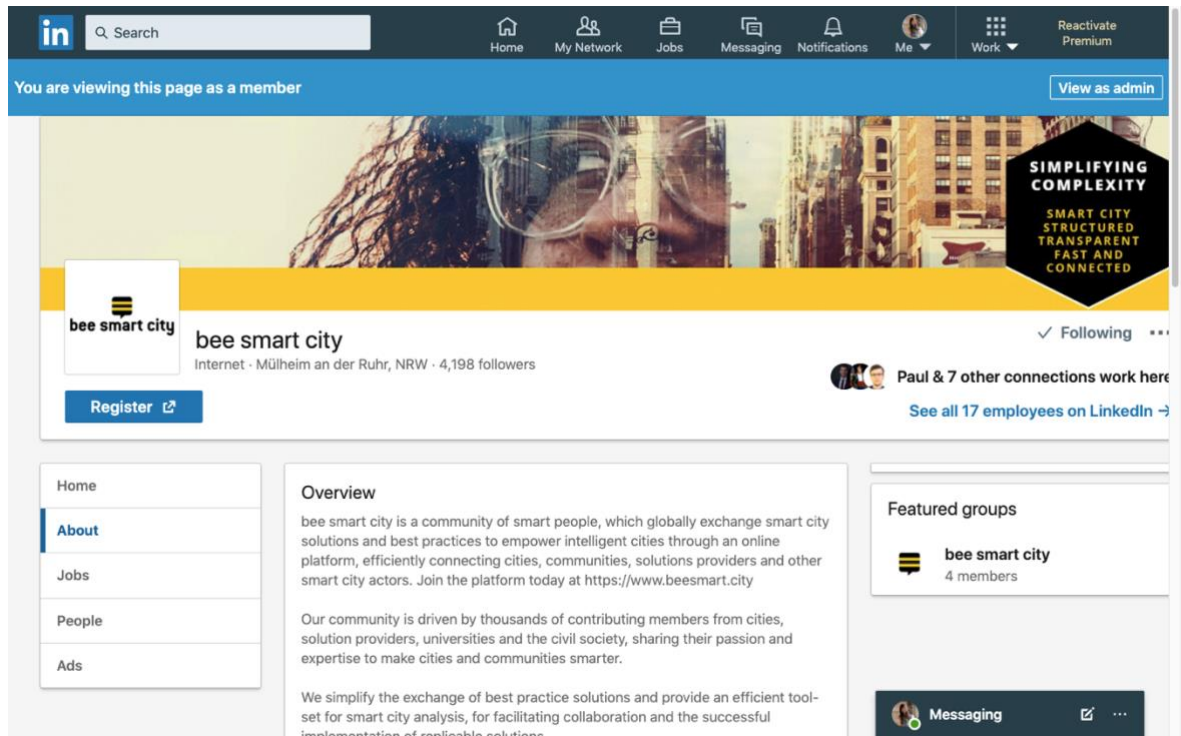 in
Search
Home
My Network
Jobs
Messaging
Notifications
Me
Work
Reactivate
Premium
You are viewing this page as a member
View as admin
SIMPLIFYING
COMPLEXITY
SMART CITY
STRUCTURED
TRANSPARENT
FAST AND
CONNECTED
bee smart city
bee smart city
Internet · Mülheim an der Ruhr, NRW · 4,198 followers
Following
Paul & 7 other connections work here
See all 17 employees on LinkedIn →
Register
Home
About
Jobs
People
Ads
Overview
bee smart city is a community of smart people, which globally exchange smart city
solutions and best practices to empower intelligent cities through an online
platform, efficiently connecting cities, communities, solutions providers and other
smart city actors. Join the platform today at https://www.beesmart.city
Our community is driven by thousands of contributing members from cities,
solution providers, universities and the civil society, sharing their passion and
expertise to make cities and communities smarter.
We simplify the exchange of best practice solutions and provide an efficient tool-
set for smart city analysis, for facilitating collaboration and the successful
implementation of replicable solutions
Featured groups
bee smart city
4 members
Messaging